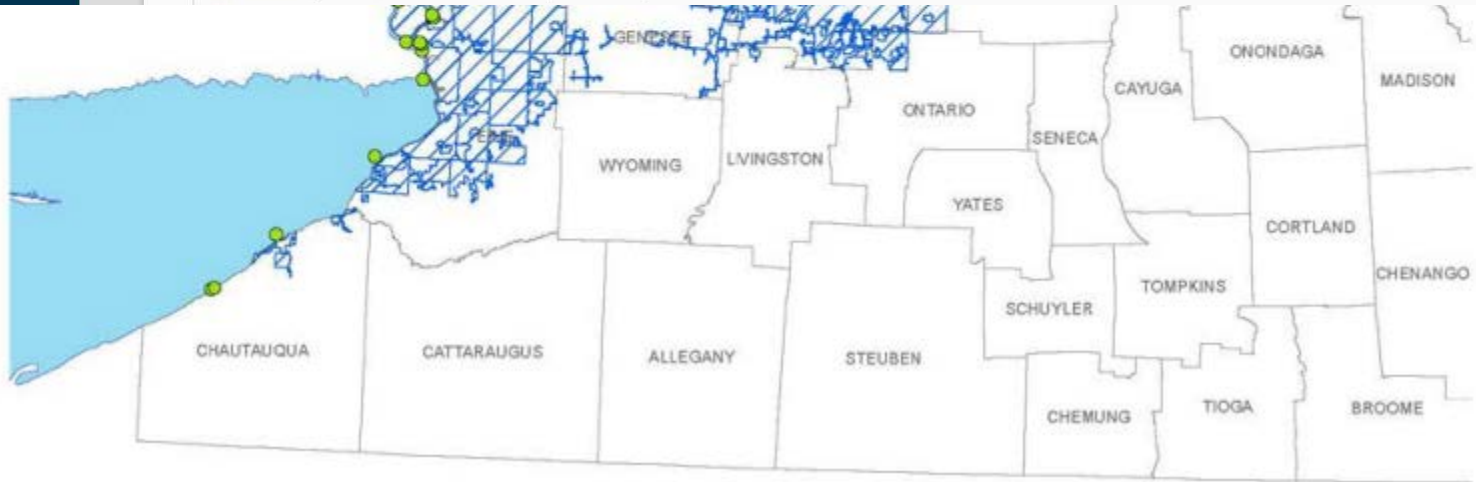 GENESEE
ONONDAGA
MADISON
CAYUGA
ONTARIO
SENECA
ERIE
WYOMING
LIVINGSTON
YATES
CORTLAND
CHENANGO
TOMPKINS
SCHUYLER
CHAUTAUQUA
CATTARAUGUS
ALLEGANY
STEUBEN
CHEMUNG
TIOGA
BROOME